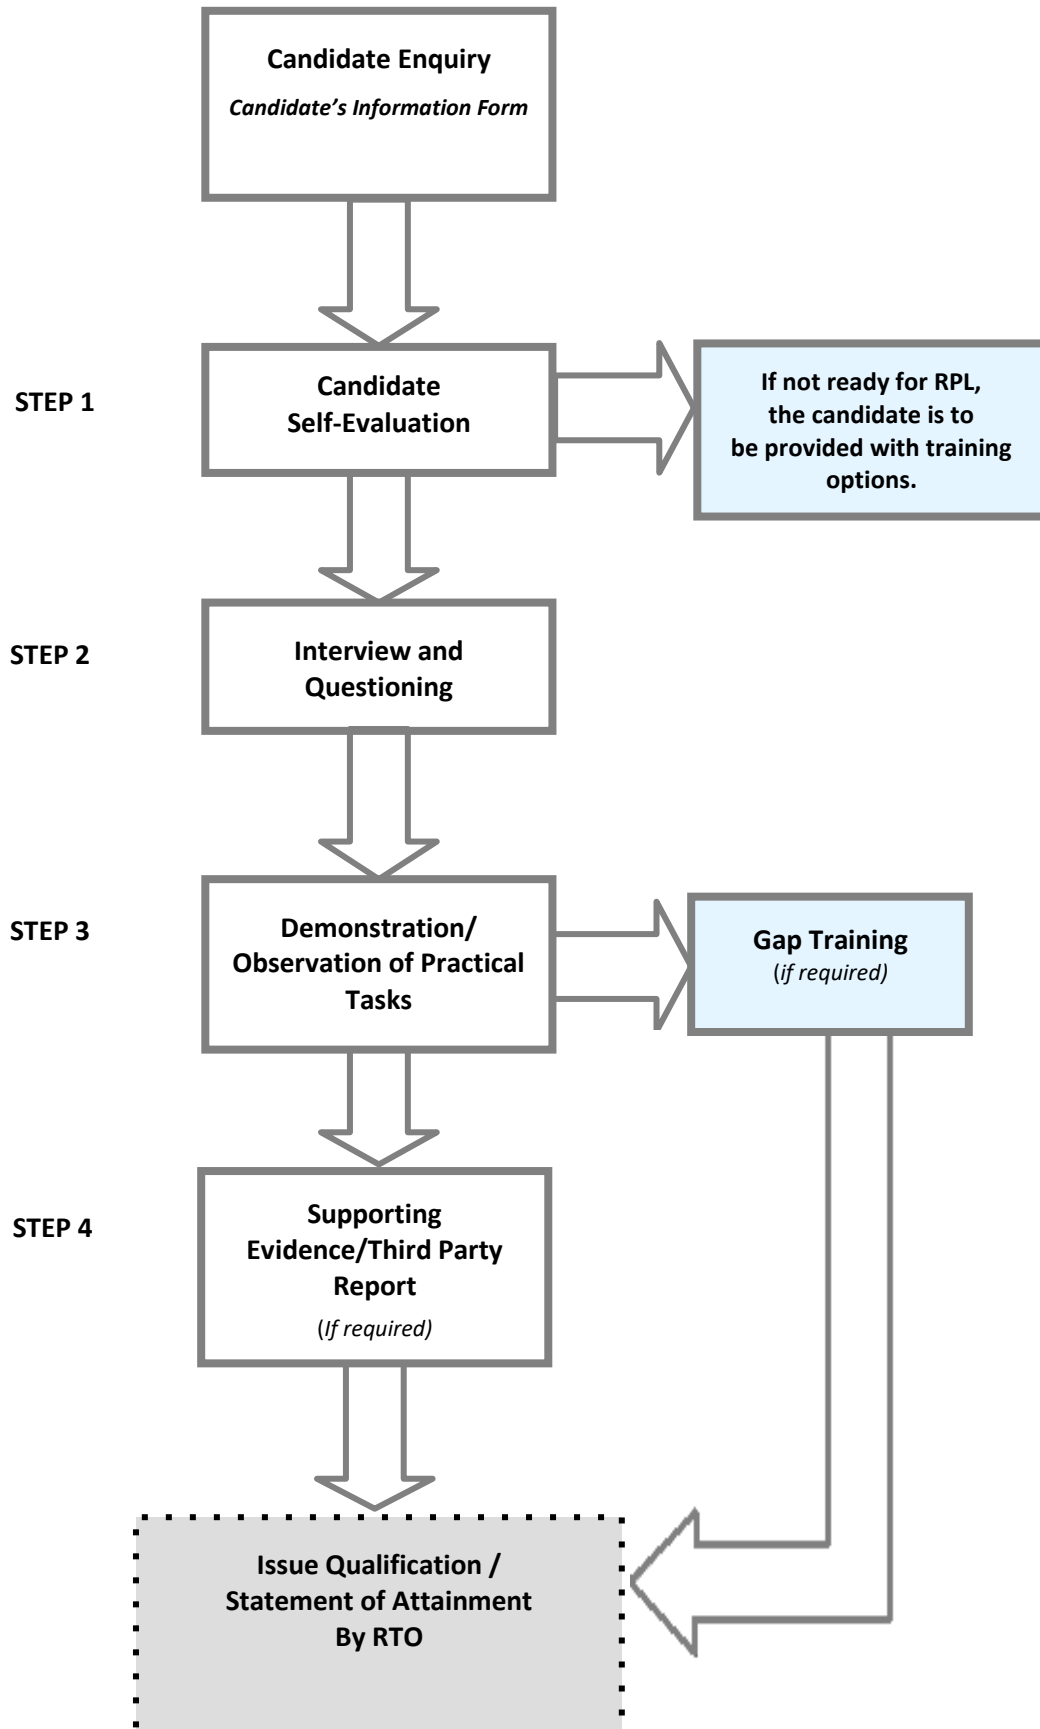 Candidate Enquiry
Candidate's Information Form
STEP 1
Candidate
Self-Evaluation
If not ready for RPL,
the candidate is to
be provided with training
options.
STEP 2
Interview and
Questioning
STEP 3
Demonstration/
Observation of Practical
Tasks
Gap Training
(if required)
STEP 4
Supporting
Evidence/Third Party
Report
(If required)
Issue Qualification /
Statement of Attainment
By RTO